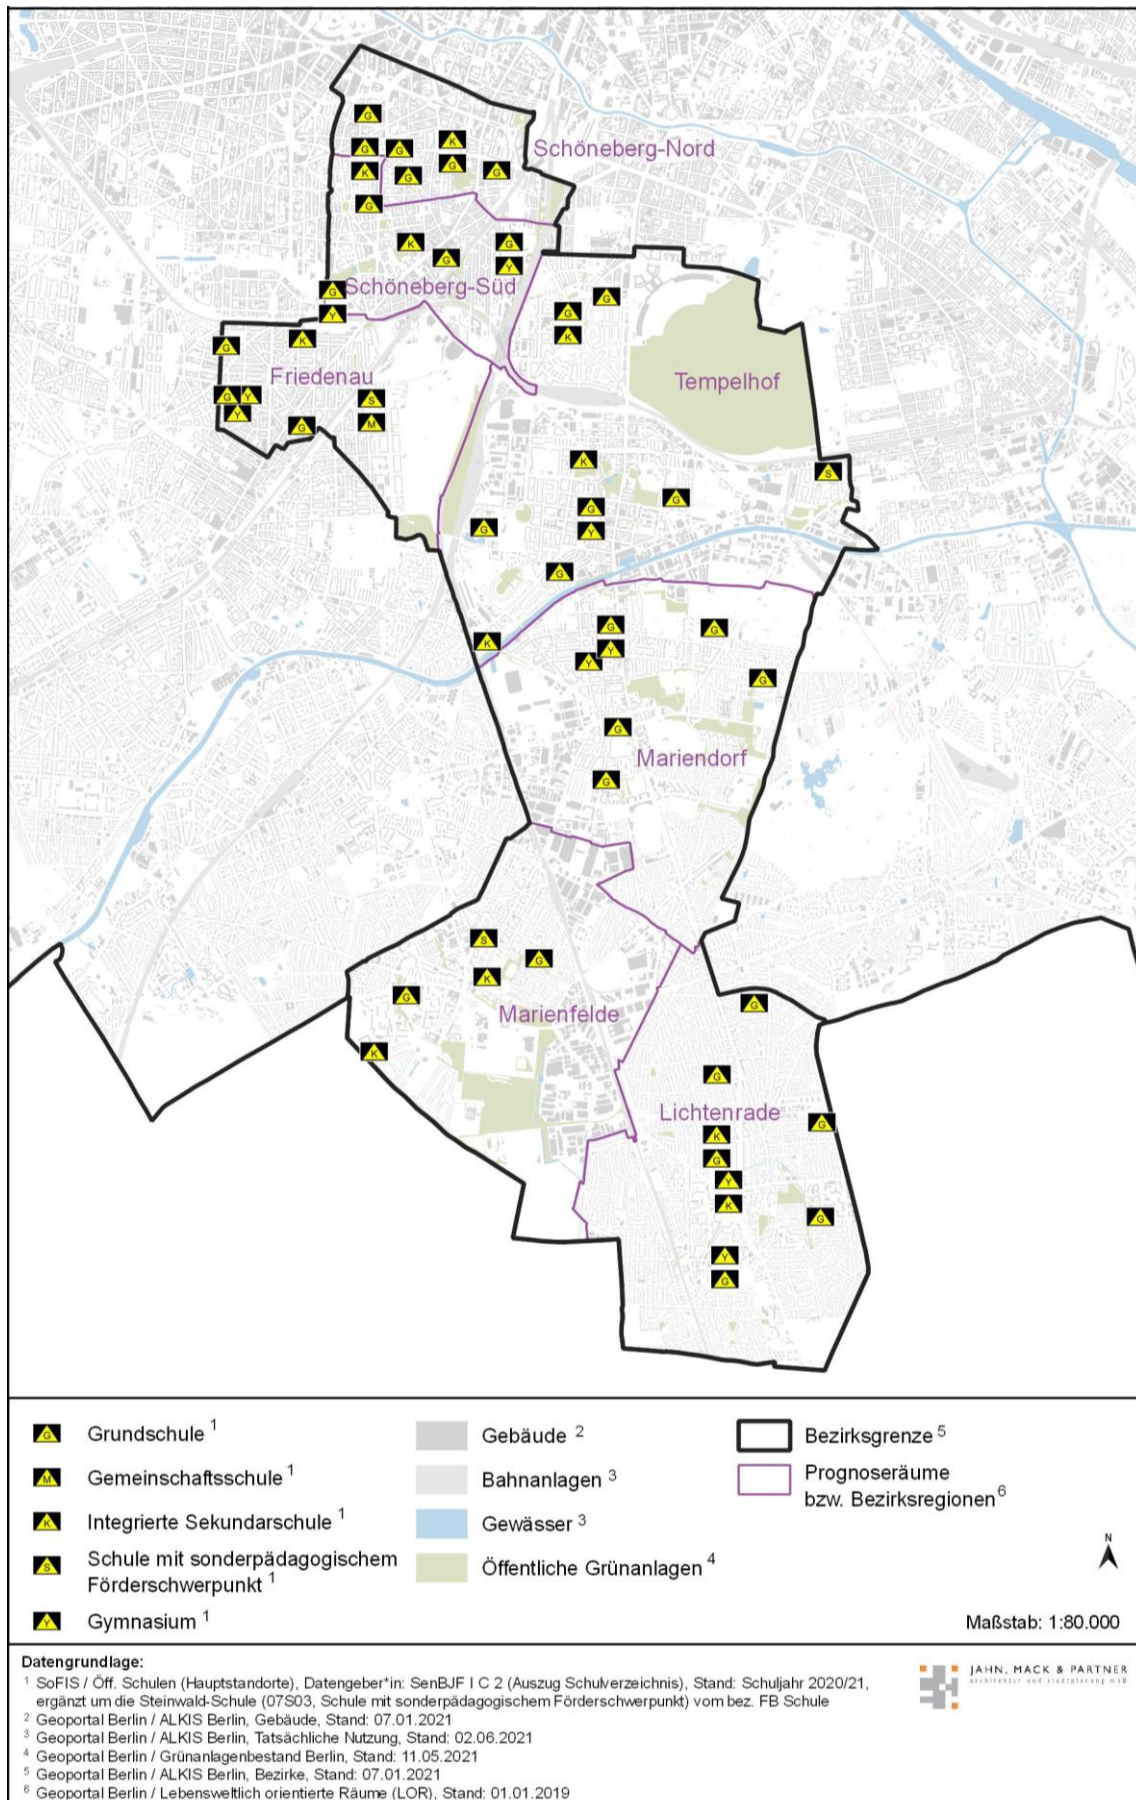 Schöneberg-Nord
Schöneberg-Süd
Friedenau
Tempelhof
Mariendorf
Marienfelde
Lichtenrade
G Grundschule 1
M Gemeinschaftsschule 1
K Integrierte Sekundarschule 1
S Schule mit sonderpädagogischem
Förderschwerpunkt 1
Y Gymnasium 1
Gebäude 2
Bahnanlagen 3
Gewässer 3
Öffentliche Grünanlagen 4
Bezirksgrenze 5
Prognoseräume
bzw. Bezirksregionen 6
N
Maßstab: 1:80.000
Datengrundlage:
1 SoFIS / Öff. Schulen (Hauptstandorte), Datengeber*in: SenBJF I C 2 (Auszug Schulverzeichnis), Stand: Schuljahr 2020/21,
ergänzt um die Steinwald-Schule (07S03, Schule mit sonderpädagogischem Förderschwerpunkt) vom bez. FB Schule
2 Geoportal Berlin / ALKIS Berlin, Gebäude, Stand: 07.01.2021
3 Geoportal Berlin / ALKIS Berlin, Tatsächliche Nutzung, Stand: 02.06.2021
4 Geoportal Berlin / Grünanlagenbestand Berlin, Stand: 11.05.2021
5 Geoportal Berlin / ALKIS Berlin, Bezirke, Stand: 07.01.2021
6 Geoportal Berlin / Lebensweltlich orientierte Räume (LOR), Stand: 01.01.2019
JAHN, MACK & PARTNER
architektur und stadtplanung mbB